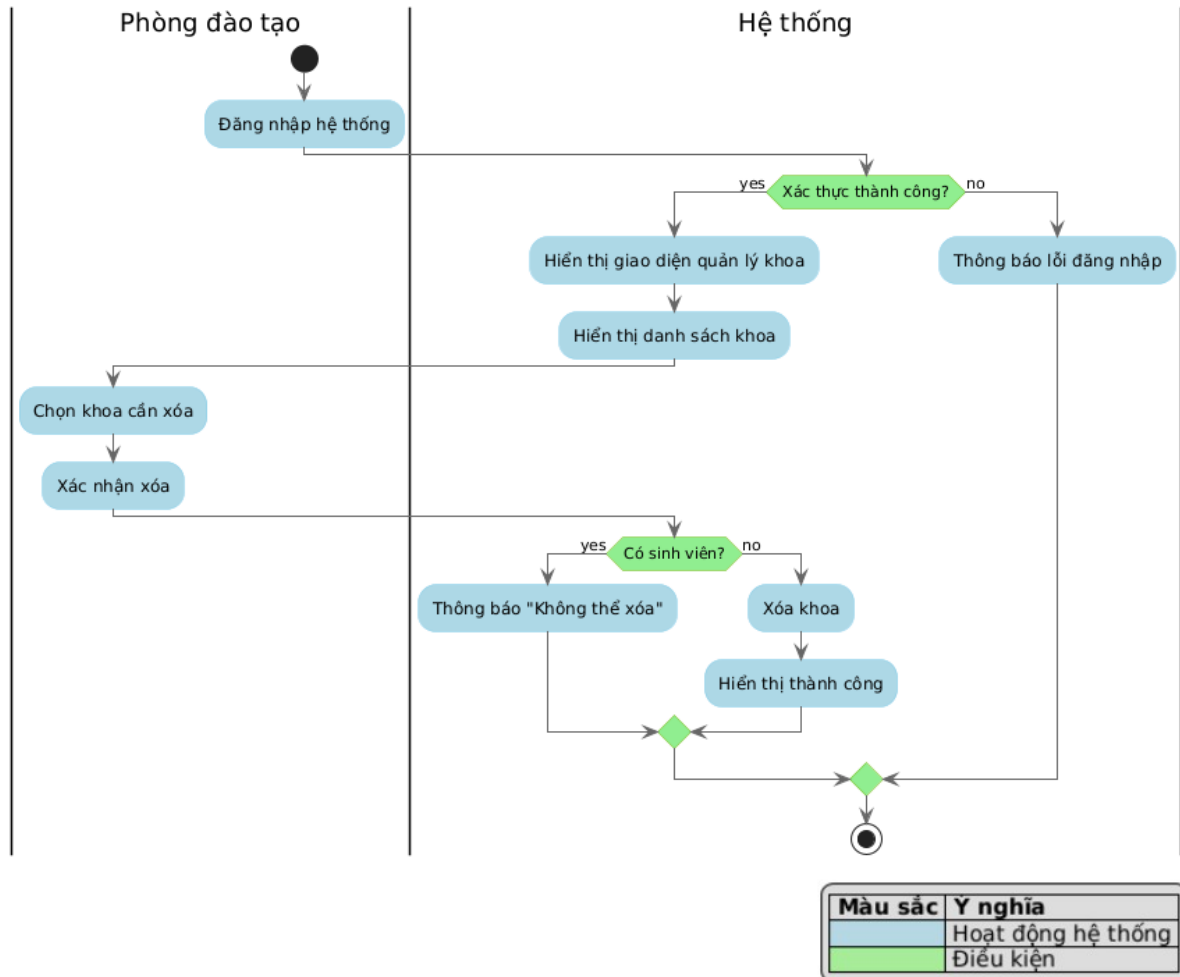 Phòng đào tạo
Hệ thống
Đăng nhập hệ thống
yes
Xác thực thành công?
no
Hiển thị giao diện quản lý khoa
Thông báo lỗi đăng nhập
Hiển thị danh sách khoa
Chọn khoa cần xóa
Xác nhận xóa
yes
Có sinh viên?
no
Thông báo "Không thể xóa"
Xóa khoa
Hiển thị thành công
Màu sắc Ý nghĩa
Hoạt động hệ thống
Điều kiện